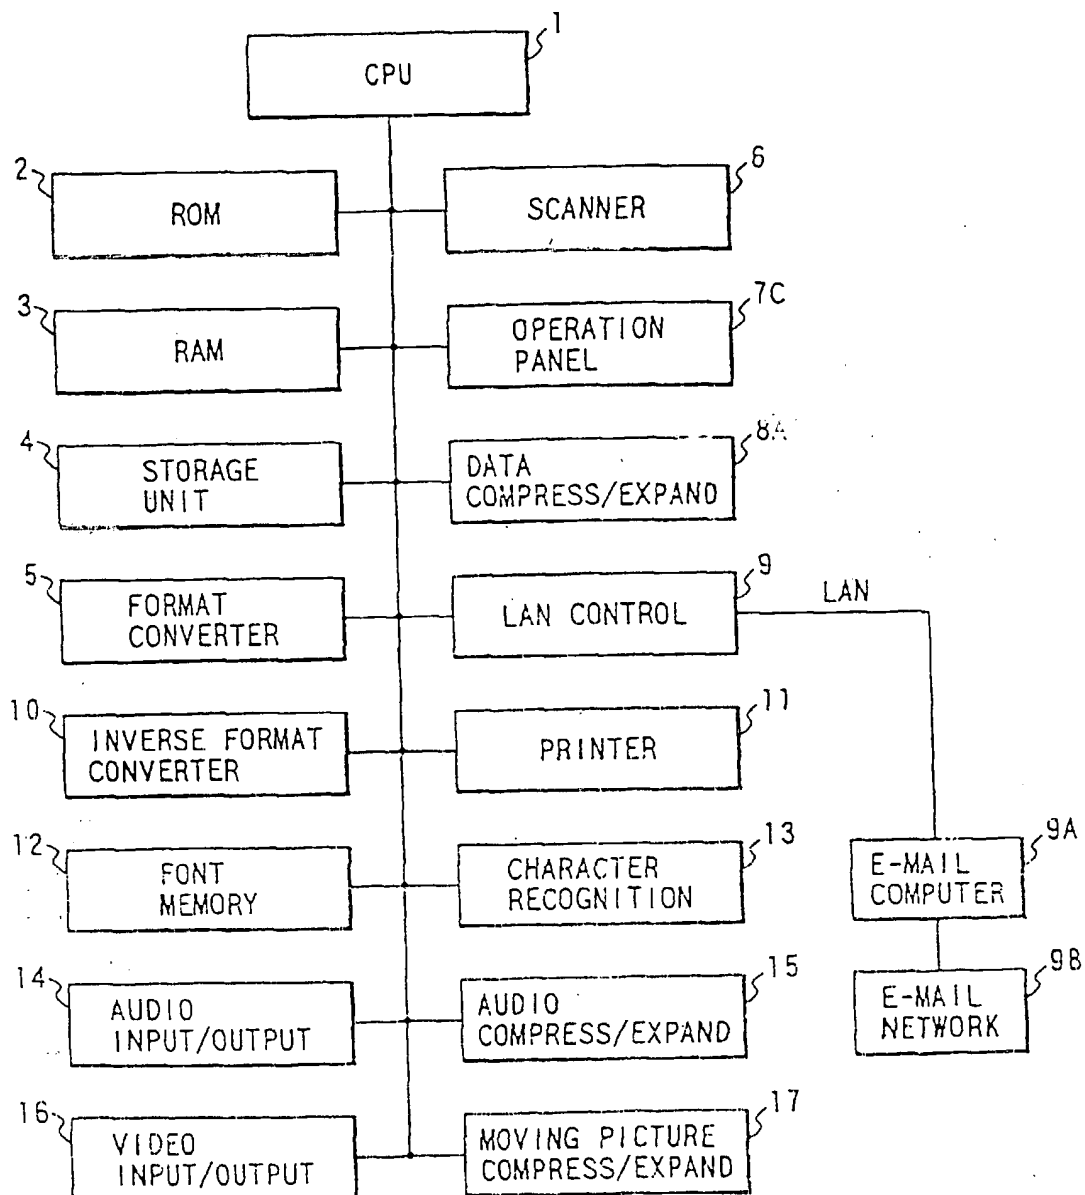 1
CPU
2
ROM
6
SCANNER
3
RAM
7C
OPERATION
PANEL
4
STORAGE
UNIT
8A
DATA
COMPRESS/EXPAND
5
FORMAT
CONVERTER
9
LAN CONTROL
LAN
10
INVERSE FORMAT
CONVERTER
11
PRINTER
12
FONT
MEMORY
13
CHARACTER
RECOGNITION
9A
E-MAIL
COMPUTER
14
AUDIO
INPUT/OUTPUT
15
AUDIO
COMPRESS/EXPAND
9B
E-MAIL
NETWORK
16
VIDEO
INPUT/OUTPUT
17
MOVING PICTURE
COMPRESS/EXPAND